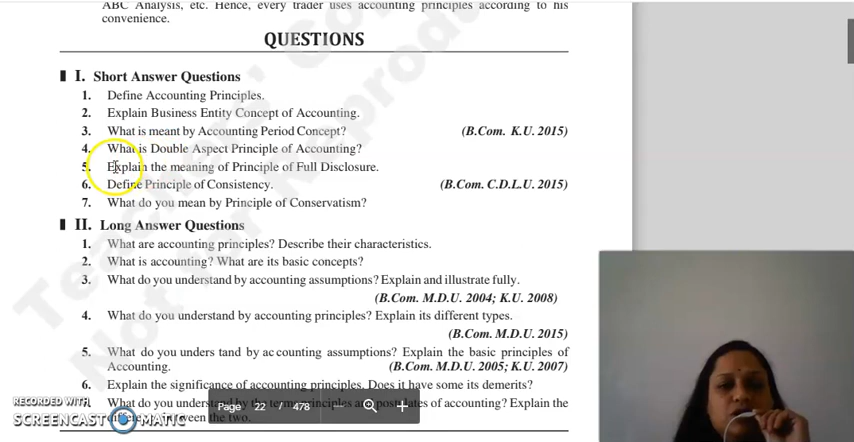 ABC Analysis, etc. Hence, every trader uses accounting principles according to his
convenience.
QUESTIONS
I. Short Answer Questions
1. Define Accounting Principles.
2. Explain Business Entity Concept of Accounting.
3. What is meant by Accounting Period Concept? (B.Com. K.U. 2015)
4. What is Double Aspect Principle of Accounting?
5. Explain the meaning of Principle of Full Disclosure.
6. Define Principle of Consistency. (B.Com. C.D.L.U. 2015)
7. What do you mean by Principle of Conservatism?
II. Long Answer Questions
1. What are accounting principles? Describe their characteristics.
2. What is accounting? What are its basic concepts?
3. What do you understand by accounting assumptions? Explain and illustrate fully.
(B.Com. M.D.U. 2004; K.U. 2008)
4. What do you understand by accounting principles? Explain its different types.
(B.Com. M.D.U. 2015)
5. What do you unders tand by ac counting assumptions? Explain the basic principles of
Accounting. (B.Com. M.D.U. 2005; K.U. 2007)
6. Explain the significance of accounting principles. Does it have some its demerits?
What do you understand by the terms principles and postulates of accounting? Explain the
between the two.
Page 22 / 478
RECORDED WITH
SCREENCAST MATIC
Teachers'
Not